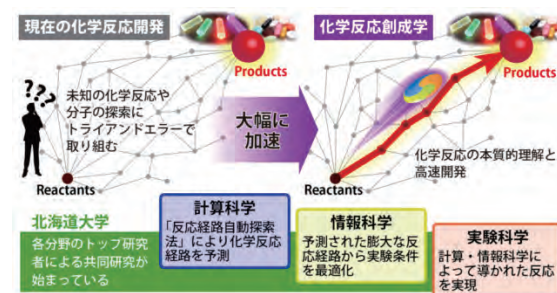 現在の化学反応開発
Products
未知の化学反応や
分子の探索に
トライアンドエラーで
取り組む
???
Reactants
大幅に
加速
化学反応創成学
Products
化学反応の本質的理解と
高速開発
Reactants
北海道大学
各分野のトップ研究
者による共同研究が
始まっている
計算科学
「反応経路自動探索
法」により化学反応
経路を予測
情報科学
予測された膨大な反
応経路から実験条件
を最適化
実験科学
計算・情報科学に
よって導かれた反応
を実現